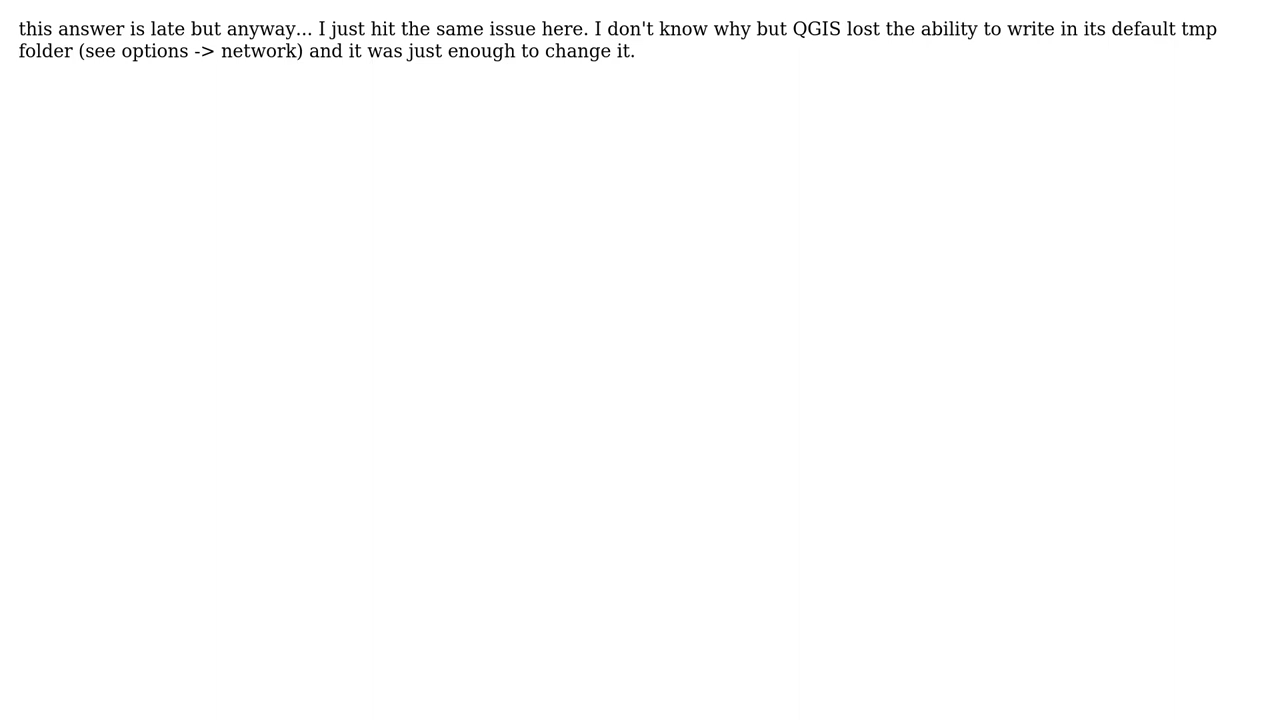 this answer is late but anyway... I just hit the same issue here. I don't know why but QGIS lost the ability to write in its default tmp
folder (see options -> network) and it was just enough to change it.